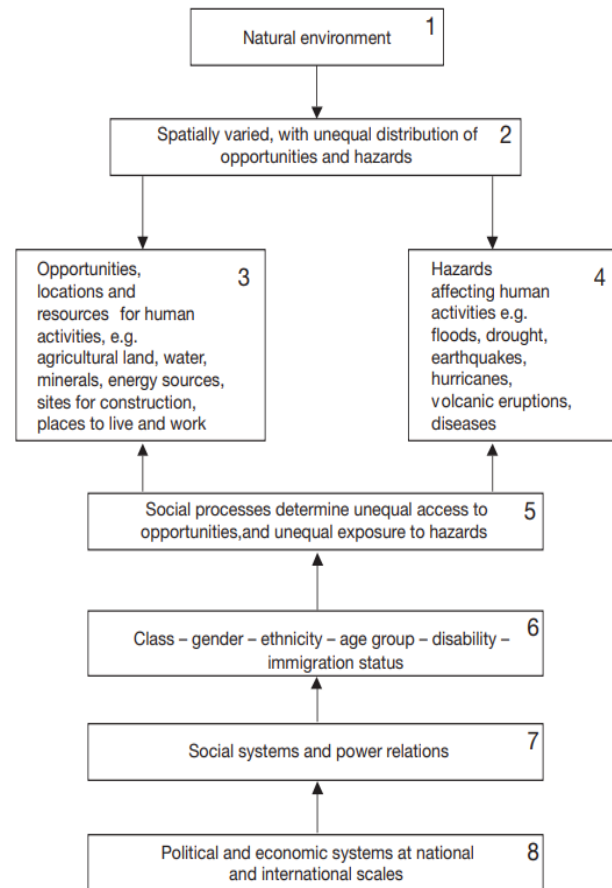 Natural environment
1
Spatially varied, with unequal distribution of
opportunities and hazards
2
Opportunities,
locations and
resources for human
activities, e.g.
agricultural land, water,
minerals, energy sources,
sites for construction,
places to live and work
3
Hazards
affecting human
activities e.g.
floods, drought,
earthquakes,
hurricanes,
volcanic eruptions,
diseases
4
Social processes determine unequal access to
opportunities,and unequal exposure to hazards
5
Class – gender – ethnicity – age group – disability –
immigration status
6
Social systems and power relations
7
Political and economic systems at national
and international scales
8